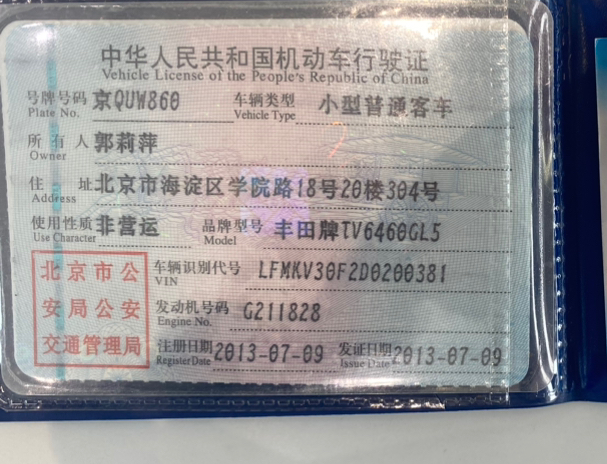 中华人民共和国机动车行驶证
Vehicle License of the People's Republic of China
号牌号码 京QUW860 车辆类型 小型普通客车
Plate No. Vehicle Type
所有人 郭莉萍
Owner
住址 北京市海淀区学院路18号20楼304号
Address
使用性质 非营运 品牌型号 丰田牌TV6460GL5
Use Character Model
北京市公安局公安交通管理局
车辆识别代号 LFMKV30F2D0200381
VIN
发动机号码 G211828
Engine No.
注册日期 2013-07-09 发证日期 2013-07-09
Register Date Issue Date